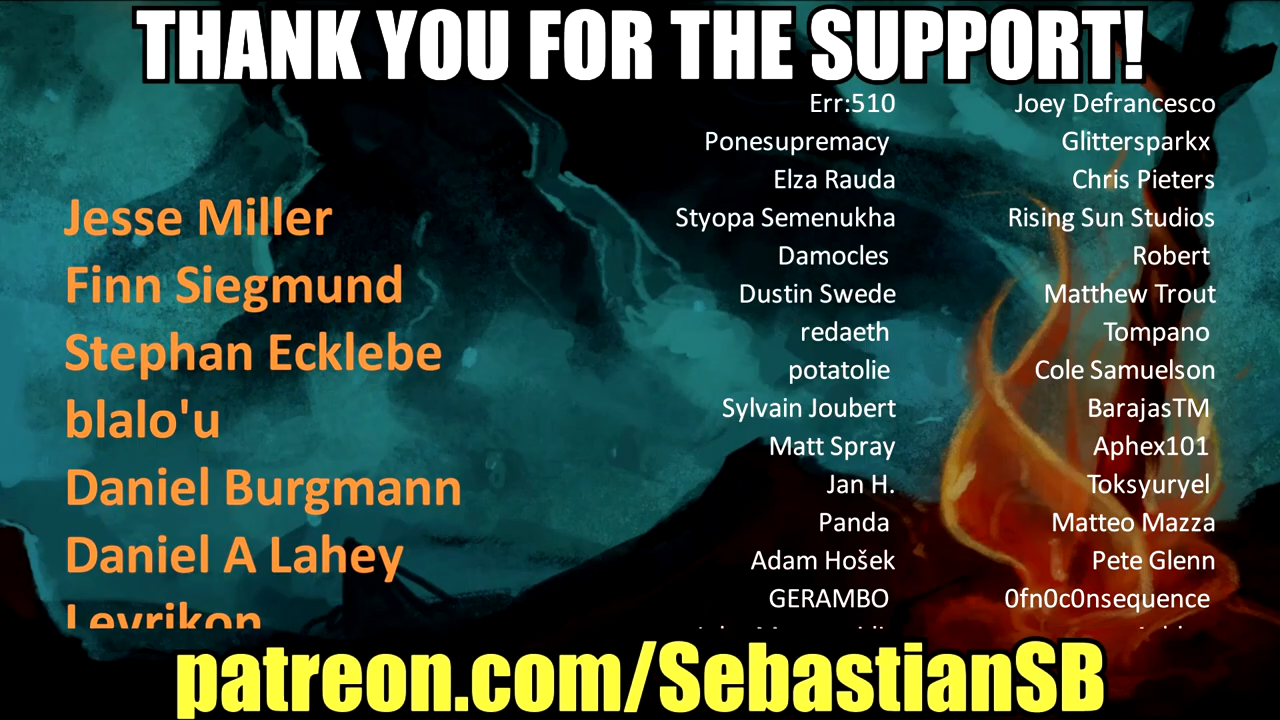 THANK YOU FOR THE SUPPORT!
Jesse Miller
Finn Siegmund
Stephan Ecklebe
blalo'u
Daniel Burgmann
Daniel A Lahey
Levrikon
Err:510
Ponesupremacy
Elza Rauda
Styopa Semenukha
Damocles
Dustin Swede
redaeth
potatolie
Sylvain Joubert
Matt Spray
Jan H.
Panda
Adam Hošek
GERAMBO
Joey Defrancesco
Glittersparkx
Chris Pieters
Rising Sun Studios
Robert
Matthew Trout
Tompano
Cole Samuelson
BarajasTM
Aphex101
Toksyuryel
Matteo Mazza
Pete Glenn
0fn0c0nsequence
patreon.com/SebastianSB